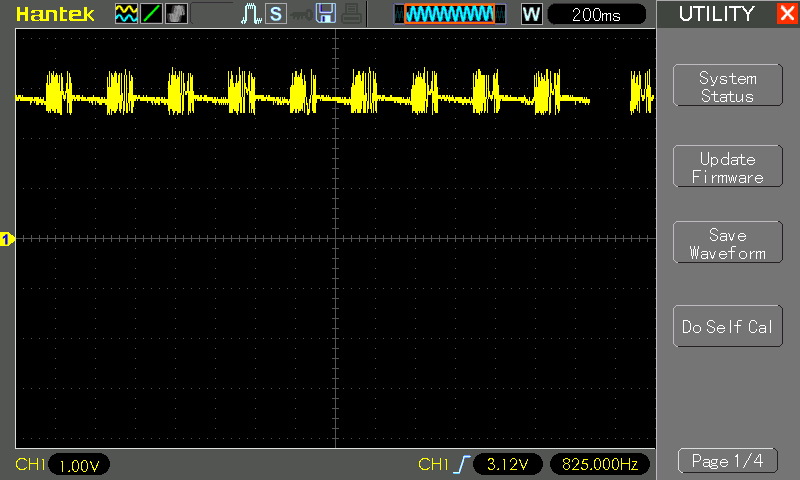 Hantek
S
W
200ms
UTILITY
X
System
Status
Update
Firmware
Save
Waveform
Do Self Cal
Page 1/4
1
CH1
1.00V
CH1
3.12V
825.000Hz